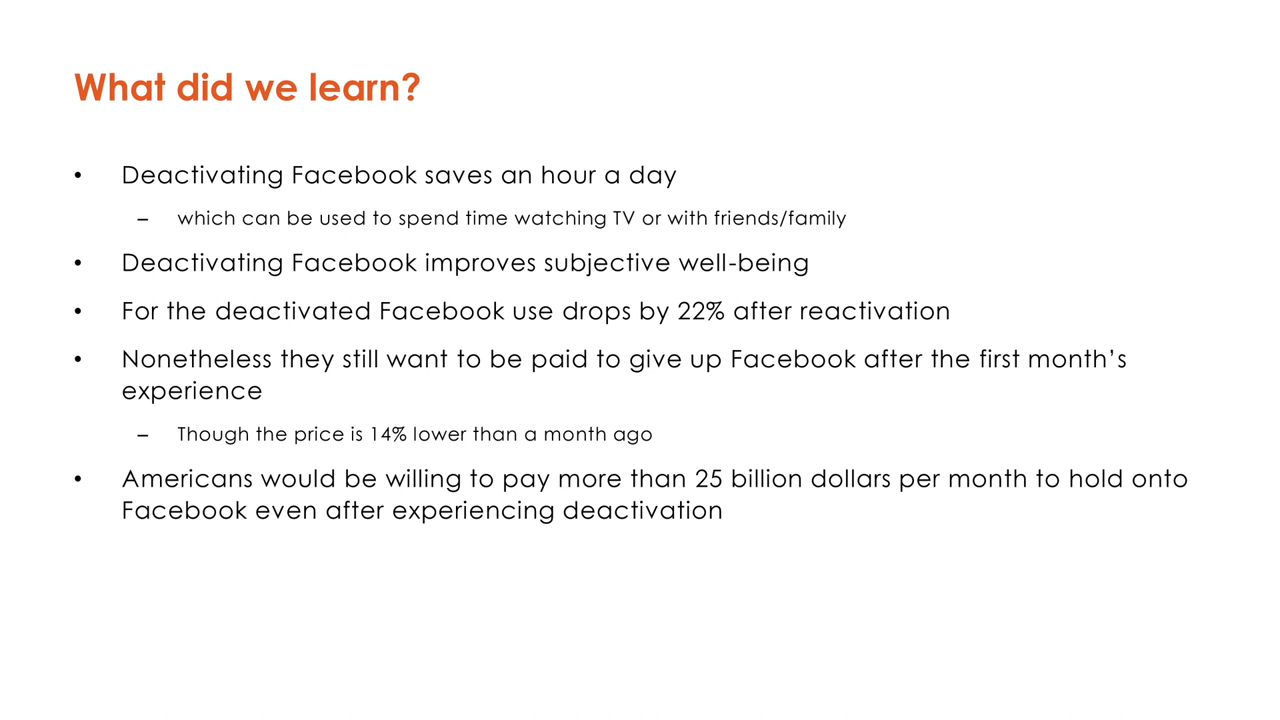 What did we learn?
• Deactivating Facebook saves an hour a day
– which can be used to spend time watching TV or with friends/family
• Deactivating Facebook improves subjective well-being
• For the deactivated Facebook use drops by 22% after reactivation
• Nonetheless they still want to be paid to give up Facebook after the first month’s
experience
– Though the price is 14% lower than a month ago
• Americans would be willing to pay more than 25 billion dollars per month to hold onto
Facebook even after experiencing deactivation